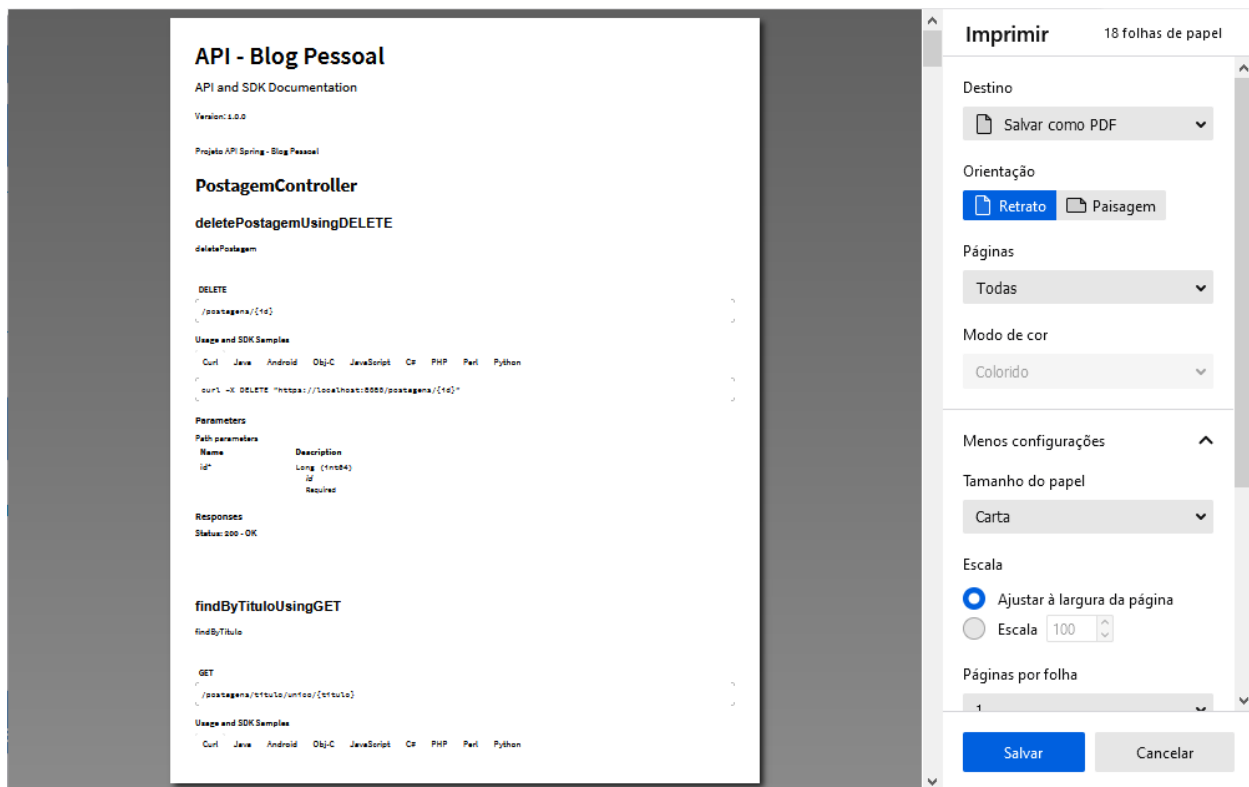 API - Blog Pessoal
API and SDK Documentation
Version: 1.0.0
Projeto API Spring - Blog Pessoal
PostagemController
deletePostagemUsingDELETE
deletePostagem
DELETE
/postagens/{id}
Usage and SDK Samples
Curl Java Android Obj-C JavaScript C# PHP Perl Python
curl -X DELETE "https://localhost:8088/postagens/{id}"
Parameters
Path parameters
Name Description
id* Long (int64)
id
Required
Responses
Status: 200 - OK
findByTituloUsingGET
findByTitulo
GET
/postagens/titulo/unico/{titulo}
Usage and SDK Samples
Curl Java Android Obj-C JavaScript C# PHP Perl Python
Imprimir 18 folhas de papel
Destino
Salvar como PDF
Orientação
Retrato Paisagem
Páginas
Todas
Modo de cor
Colorido
Menos configurações
Tamanho do papel
Carta
Escala
Ajustar à largura da página
Escala 100
Páginas por folha
1
Salvar Cancelar